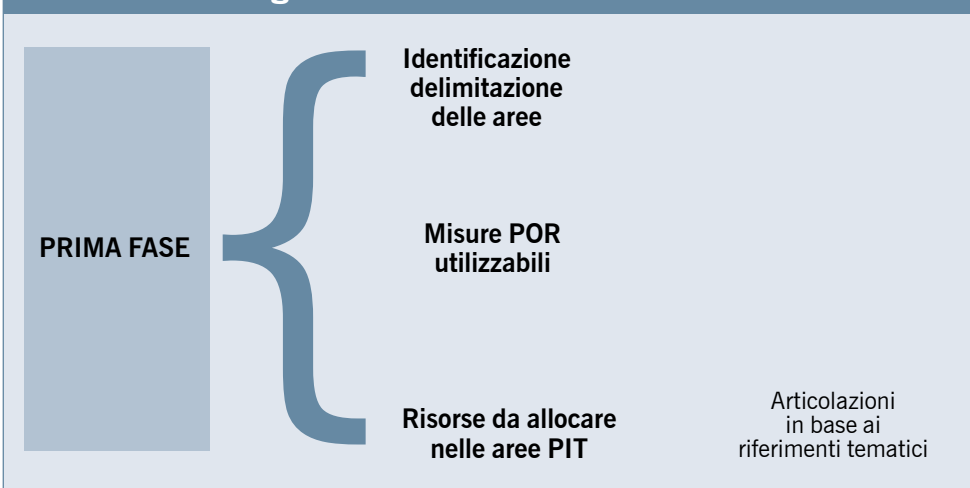 PRIMA FASE
Identificazione
delimitazione
delle aree
Misure POR
utilizzabili
Risorse da allocare
nelle aree PIT
Articolazioni
in base ai
riferimenti tematici